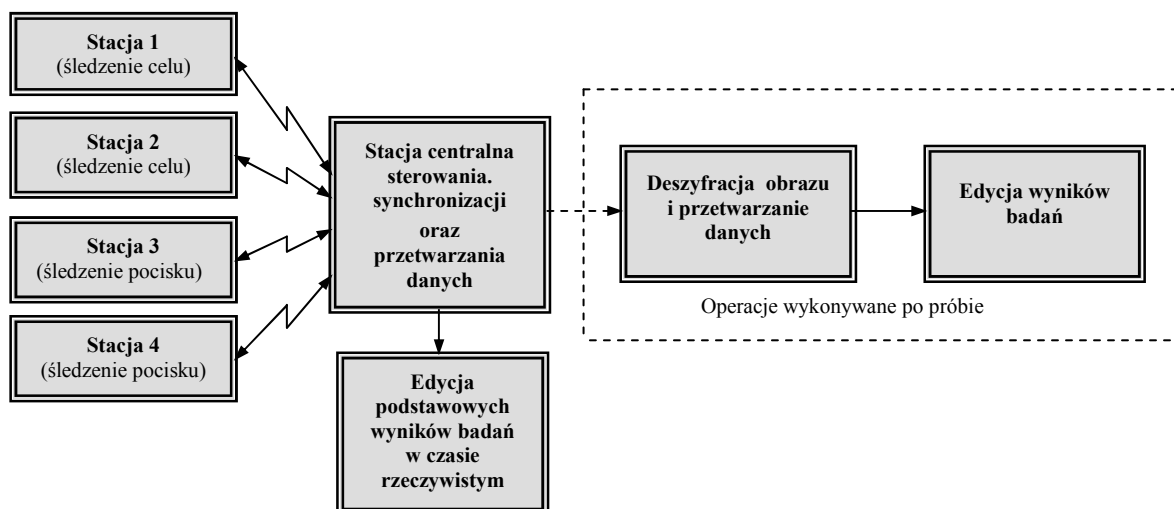 Stacja 1
(śledzenie celu)
Stacja 2
(śledzenie celu)
Stacja 3
(śledzenie pocisku)
Stacja 4
(śledzenie pocisku)
Stacja centralna
sterowania.
synchronizacji
oraz
przetwarzania
danych
Edycja
podstawowych
wyników badań
w czasie
rzeczywistym
Deszyfracja obrazu
i przetwarzanie
danych
Edycja wyników
badań
Operacje wykonywane po próbie